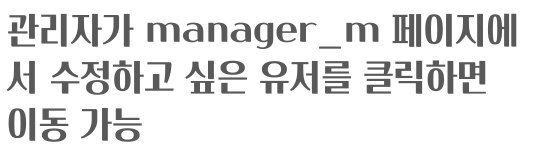 관리자가 manager_m 페이지에
서 수정하고 싶은 유저를 클릭하면
이동 가능